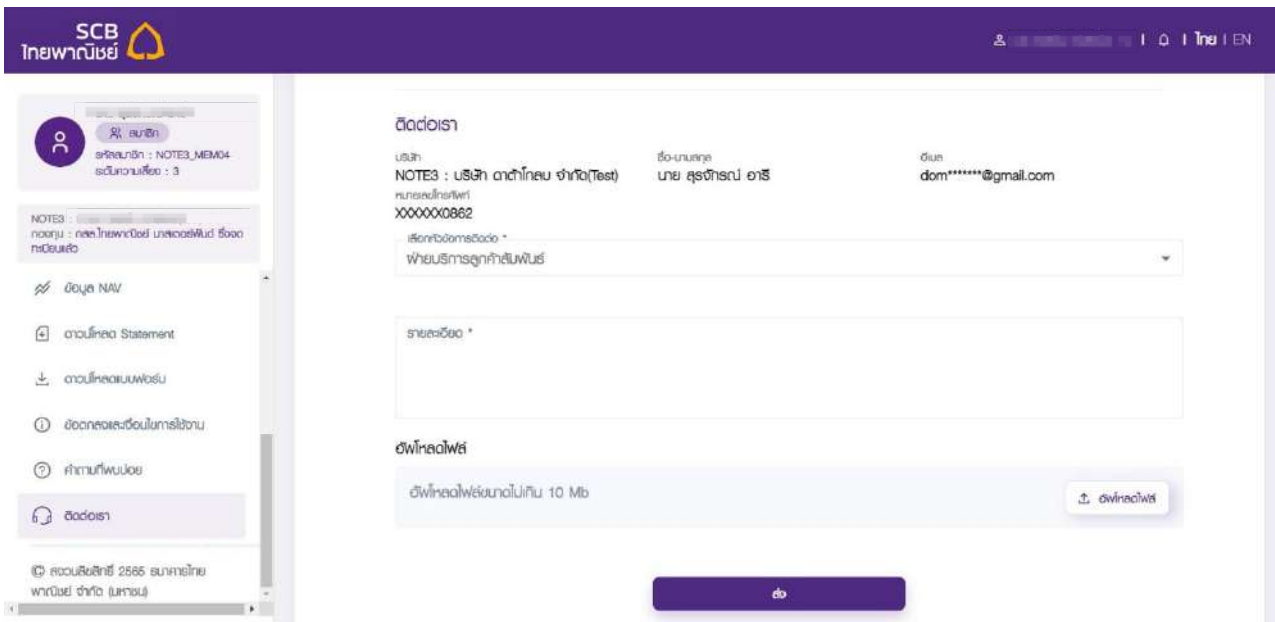 SCB
ไทยพาณิชย์
ไทย | EN
สมาชิก
รหัสสมาชิก : NOTE3_MEM04
ระดับความเสี่ยง : 3
NOTE3 :
กองทุน : กสล.ไทยพาณิชย์ มาสเตอร์ฟันด์ ซึ่งจด
ทะเบียนแล้ว
ข้อมูล NAV
ดาวน์โหลด Statement
ดาวน์โหลดแบบฟอร์ม
ข้อตกลงและเงื่อนไขการใช้งาน
คำถามที่พบบ่อย
ติดต่อเรา
© สงวนลิขสิทธิ์ 2565 ธนาคารไทย
พาณิชย์ จำกัด (มหาชน)
ติดต่อเรา
บริษัท
ชื่อ-นามสกุล
อีเมล
NOTE3 : บริษัท ดาต้าโกลบ จำกัด(Test)
นาย สุรจักรณ์ อารี
dom*******@gmail.com
หมายเลขโทรศัพท์
XXXXXX0862
เลือกหัวข้อการติดต่อ *
ฝ่ายบริการลูกค้าสัมพันธ์
รายละเอียด *
อัพโหลดไฟล์
อัพโหลดไฟล์ขนาดไม่เกิน 10 Mb
อัพโหลดไฟล์
ส่ง